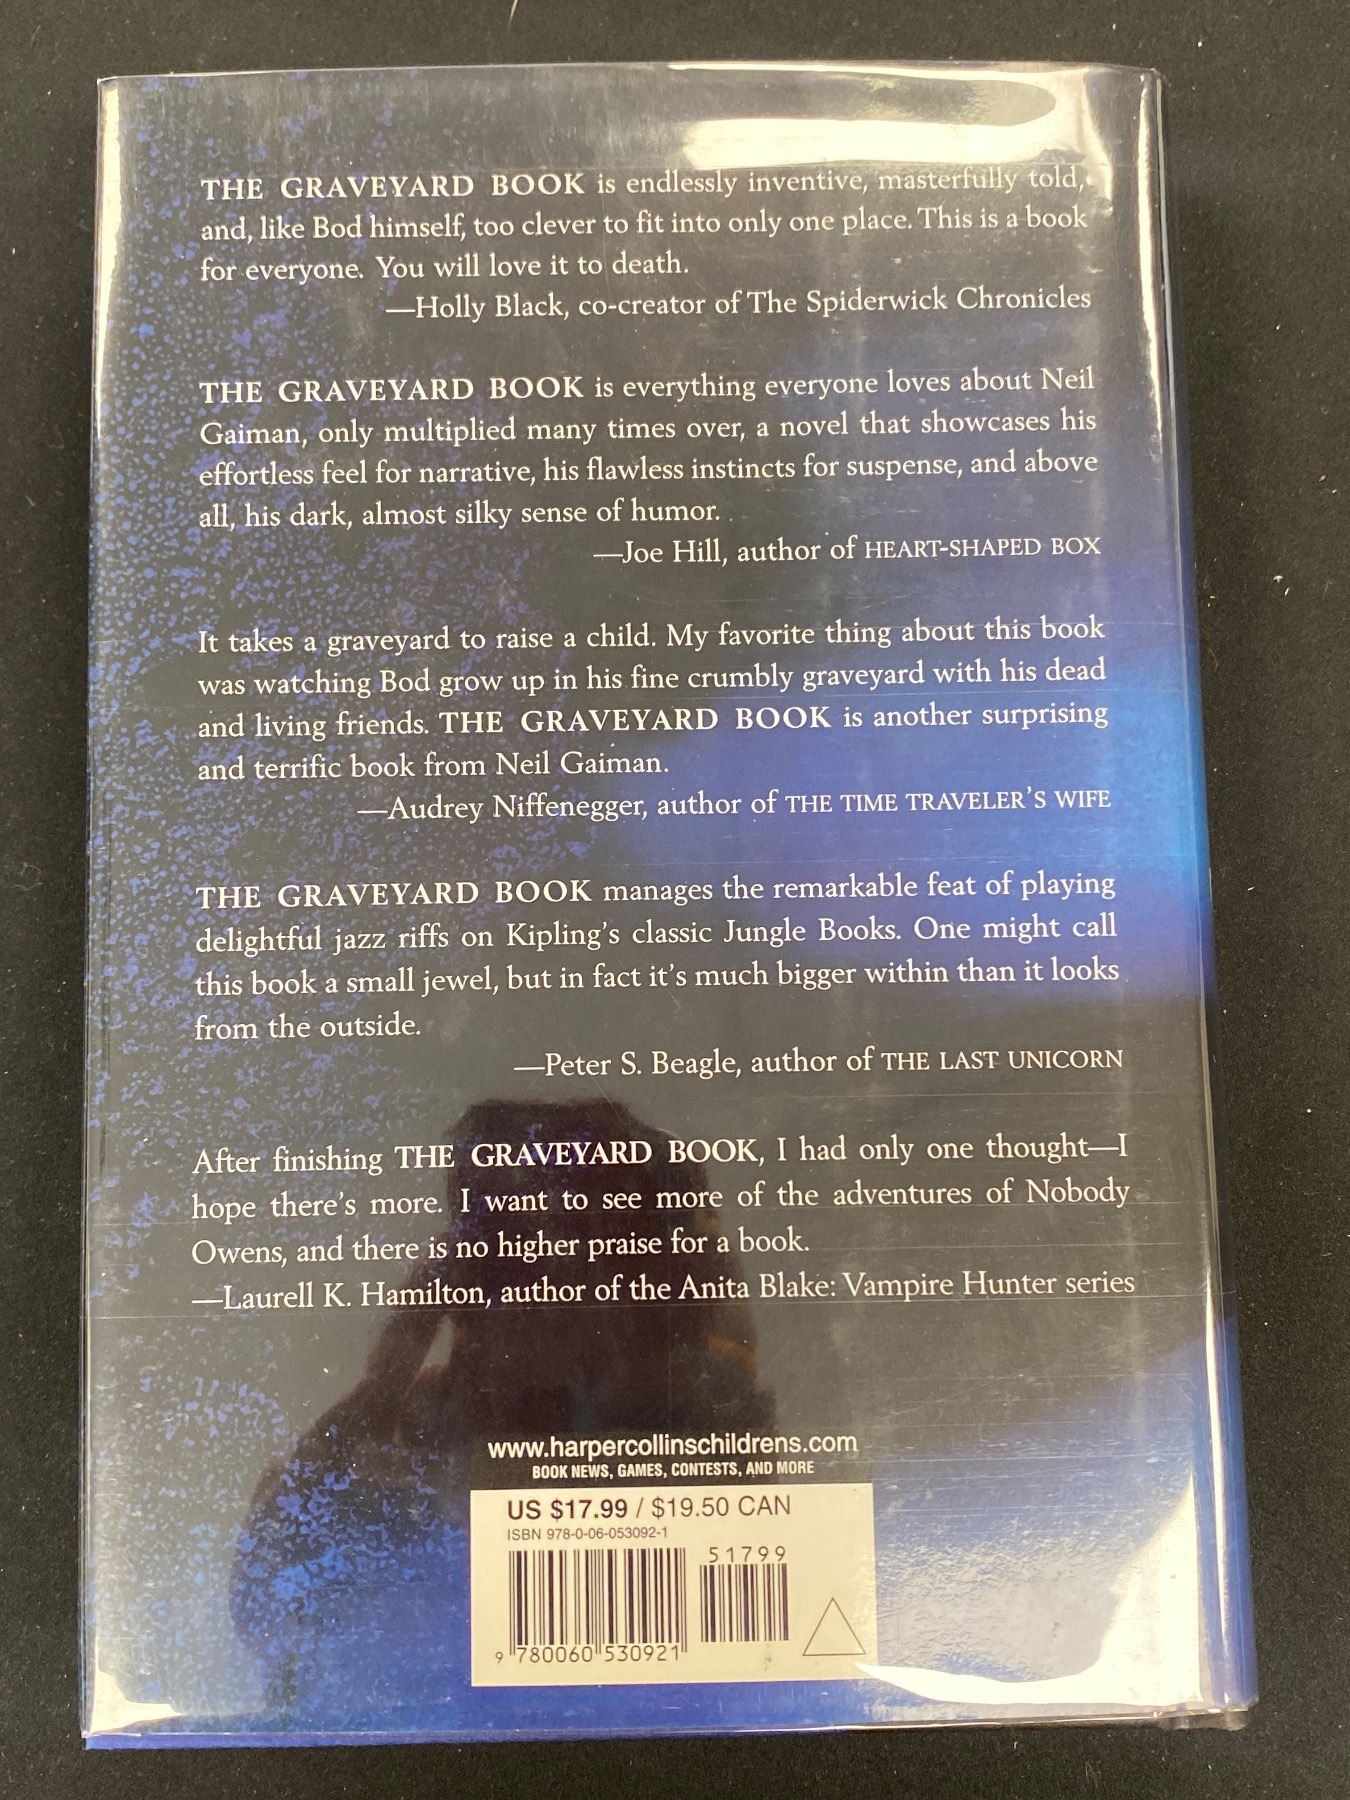 THE GRAVEYARD BOOK is endlessly inventive, masterfully told,
and, like Bod himself, too clever to fit into only one place. This is a book
for everyone. You will love it to death.
—Holly Black, co-creator of The Spiderwick Chronicles
THE GRAVEYARD BOOK is everything everyone loves about Neil
Gaiman, only multiplied many times over, a novel that showcases his
effortless feel for narrative, his flawless instincts for suspense, and above
all, his dark, almost silky sense of humor.
—Joe Hill, author of HEART-SHAPED BOX
It takes a graveyard to raise a child. My favorite thing about this book
was watching Bod grow up in his fine crumbly graveyard with his dead
and living friends. THE GRAVEYARD BOOK is another surprising
and terrific book from Neil Gaiman.
—Audrey Niffenegger, author of THE TIME TRAVELER'S WIFE
THE GRAVEYARD BOOK manages the remarkable feat of playing
delightful jazz riffs on Kipling's classic Jungle Books. One might call
this book a small jewel, but in fact it's much bigger within than it looks
from the outside.
—Peter S. Beagle, author of THE LAST UNICORN
After finishing THE GRAVEYARD BOOK, I had only one thought—I
hope there's more. I want to see more of the adventures of Nobody
Owens, and there is no higher praise for a book.
—Laurell K. Hamilton, author of the Anita Blake: Vampire Hunter series
www.harpercollinschildrens.com
BOOK NEWS, GAMES, CONTESTS, AND MORE
US $17.99 / $19.50 CAN
ISBN 978-0-06-053092-1
51799
9 780060 530921